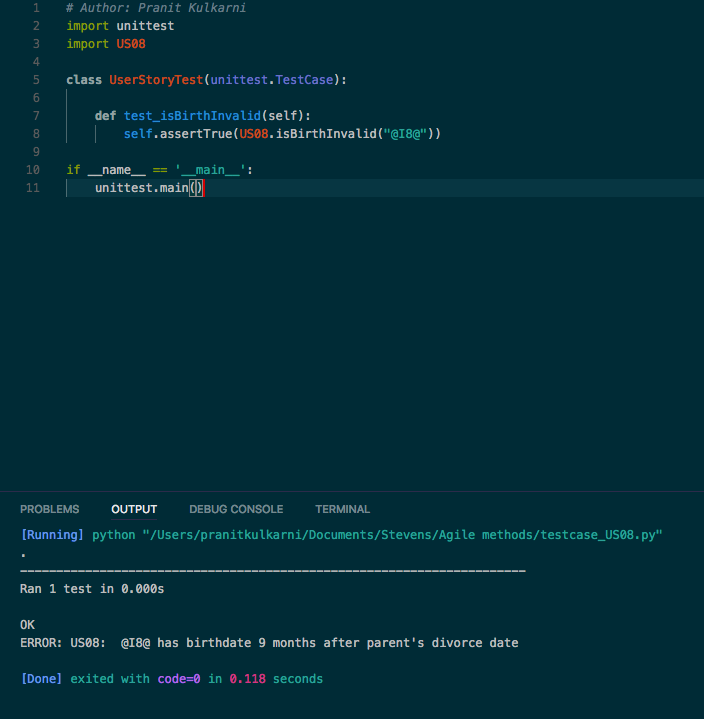 1 # Author: Pranit Kulkarni
2 import unittest
3 import US08
4
5 class UserStoryTest(unittest.TestCase):
6
7     def test_isBirthInvalid(self):
8         self.assertTrue(US08.isBirthInvalid("@I8@"))
9
10 if __name__ == '__main__':
11     unittest.main()
PROBLEMS OUTPUT DEBUG CONSOLE TERMINAL
[Running] python "/Users/pranitkulkarni/Documents/Stevens/Agile methods/testcase_US08.py"
.
----------------------------------------------------------------------
Ran 1 test in 0.000s
OK
ERROR: US08:  @I8@ has birthdate 9 months after parent's divorce date
[Done] exited with code=0 in 0.118 seconds